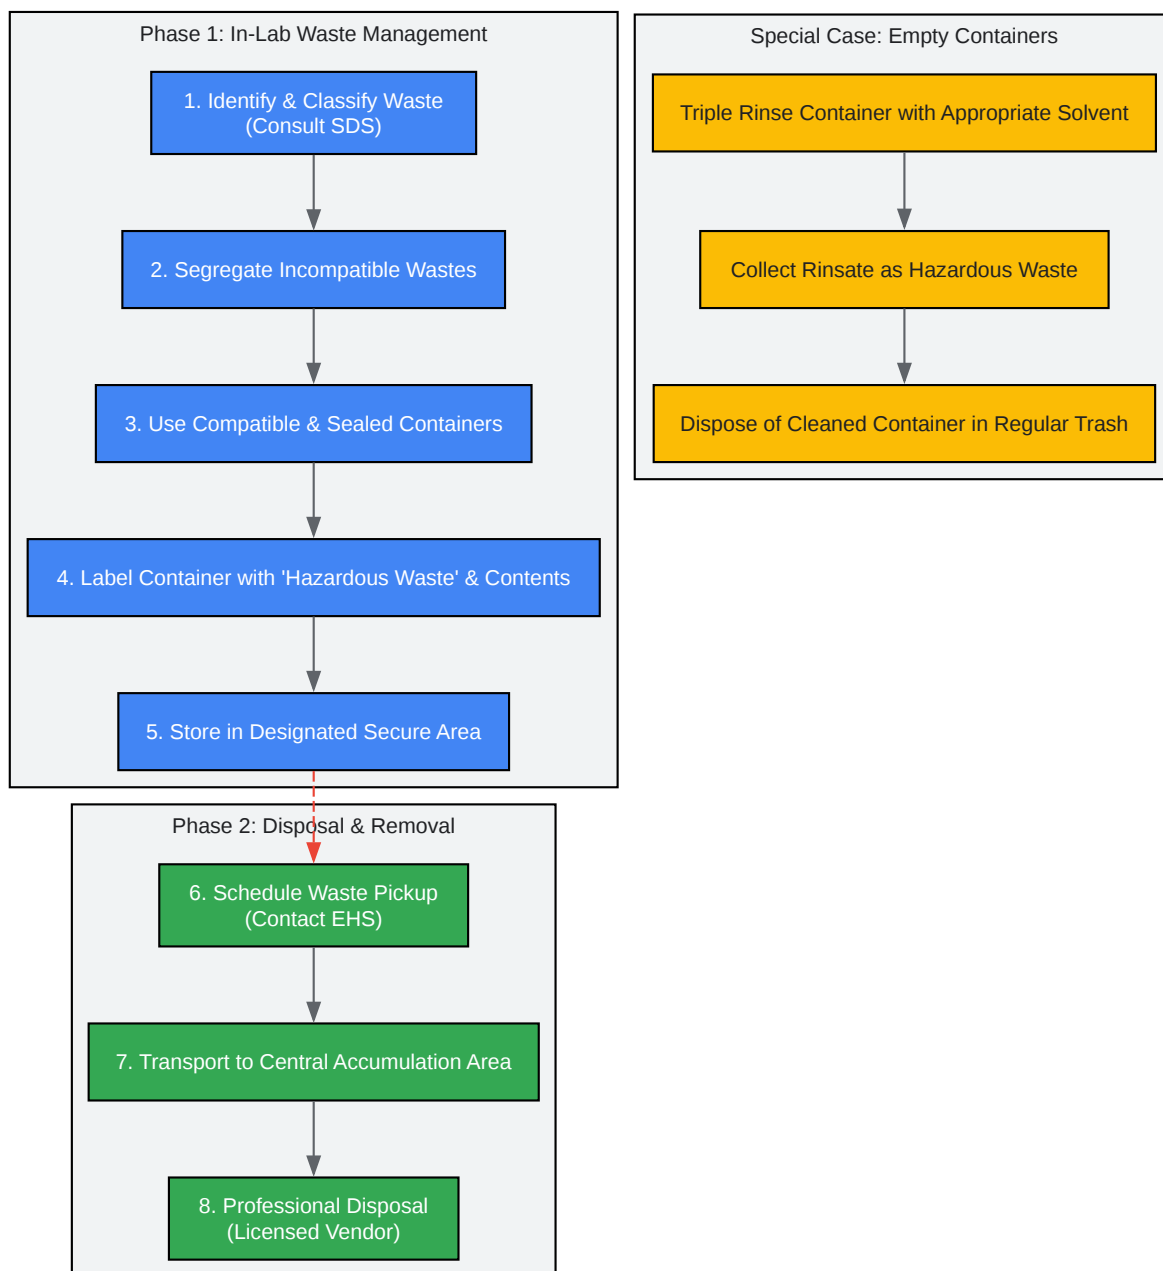 Phase 1: In-Lab Waste Management
1. Identify & Classify Waste
(Consult SDS)
2. Segregate Incompatible Wastes
3. Use Compatible & Sealed Containers
4. Label Container with 'Hazardous Waste' & Contents
5. Store in Designated Secure Area
Phase 2: Disposal & Removal
6. Schedule Waste Pickup
(Contact EHS)
7. Transport to Central Accumulation Area
8. Professional Disposal
(Licensed Vendor)
Special Case: Empty Containers
Triple Rinse Container with Appropriate Solvent
Collect Rinsate as Hazardous Waste
Dispose of Cleaned Container in Regular Trash